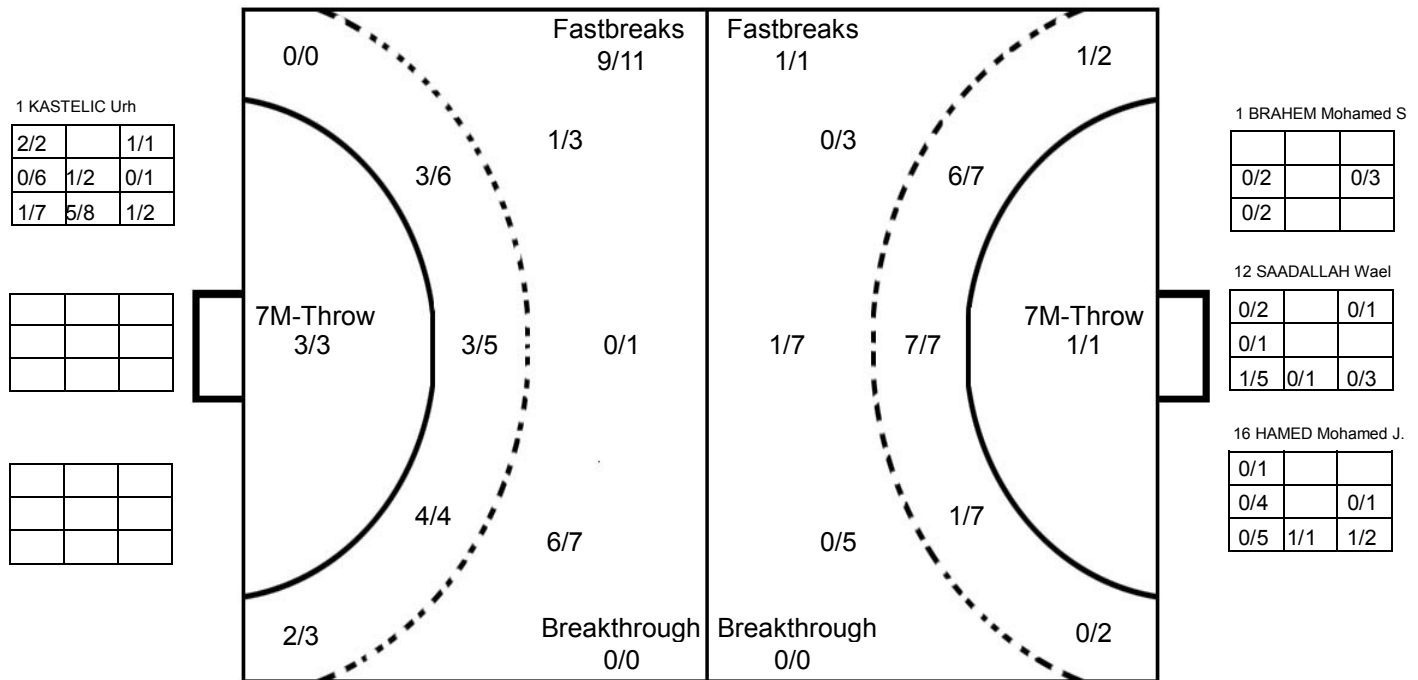 Fastbreaks
9/11
Fastbreaks
1/1
0/0
1/2
1 KASTELIC Urh
2/2 1/1
0/6 1/2 0/1
1/7 5/8 1/2
1/3
0/3
3/6
6/7
1 BRAHEM Mohamed S
0/2 0/3
0/2
7M-Throw
3/3
3/5
0/1
1/7
7/7
7M-Throw
1/1
12 SAADALLAH Wael
0/2 0/1
0/1
1/5 0/1 0/3
4/4
6/7
0/5
1/7
16 HAMED Mohamed J.
0/1
0/4 0/1
0/5 1/1 1/2
2/3
Breakthrough
0/0
Breakthrough
0/0
0/2